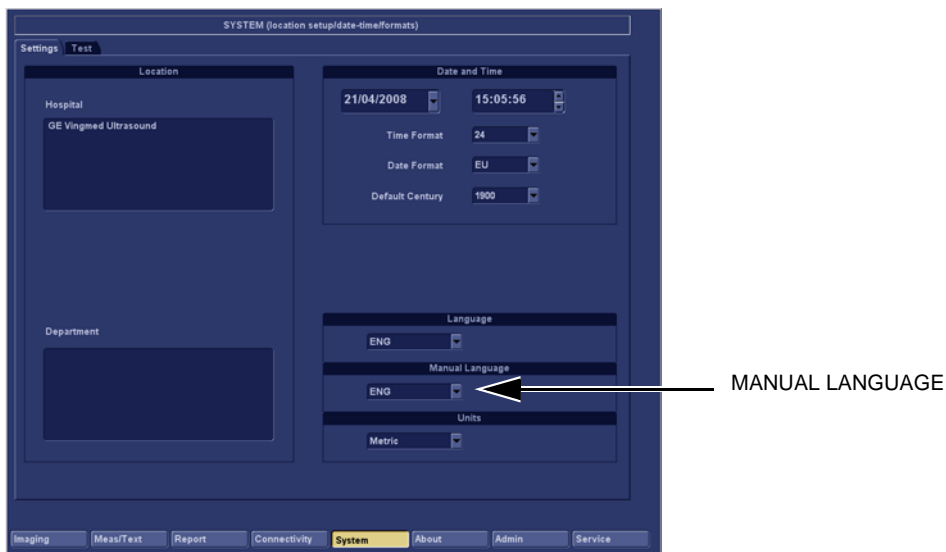 SYSTEM (location setup/date-time/formats)
Settings Test
Location
Hospital
GE Vingmed Ultrasound
Department
Date and Time
21/04/2008 15:05:56
Time Format 24
Date Format EU
Default Century 1900
Language
ENG
Manual Language
ENG
Units
Metric
MANUAL LANGUAGE
Imaging Meas/Text Report Connectivity System About Admin Service